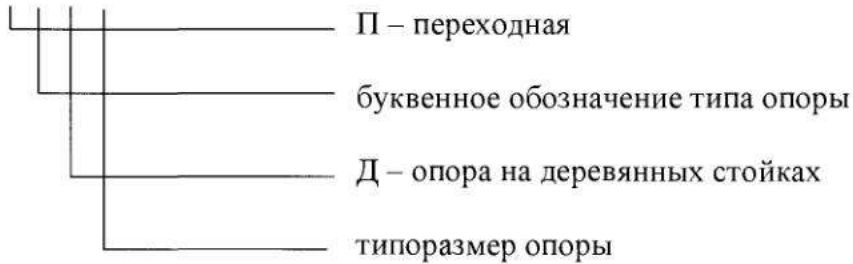 П – переходная
буквенное обозначение типа опоры
Д – опора на деревянных стойках
типоразмер опоры